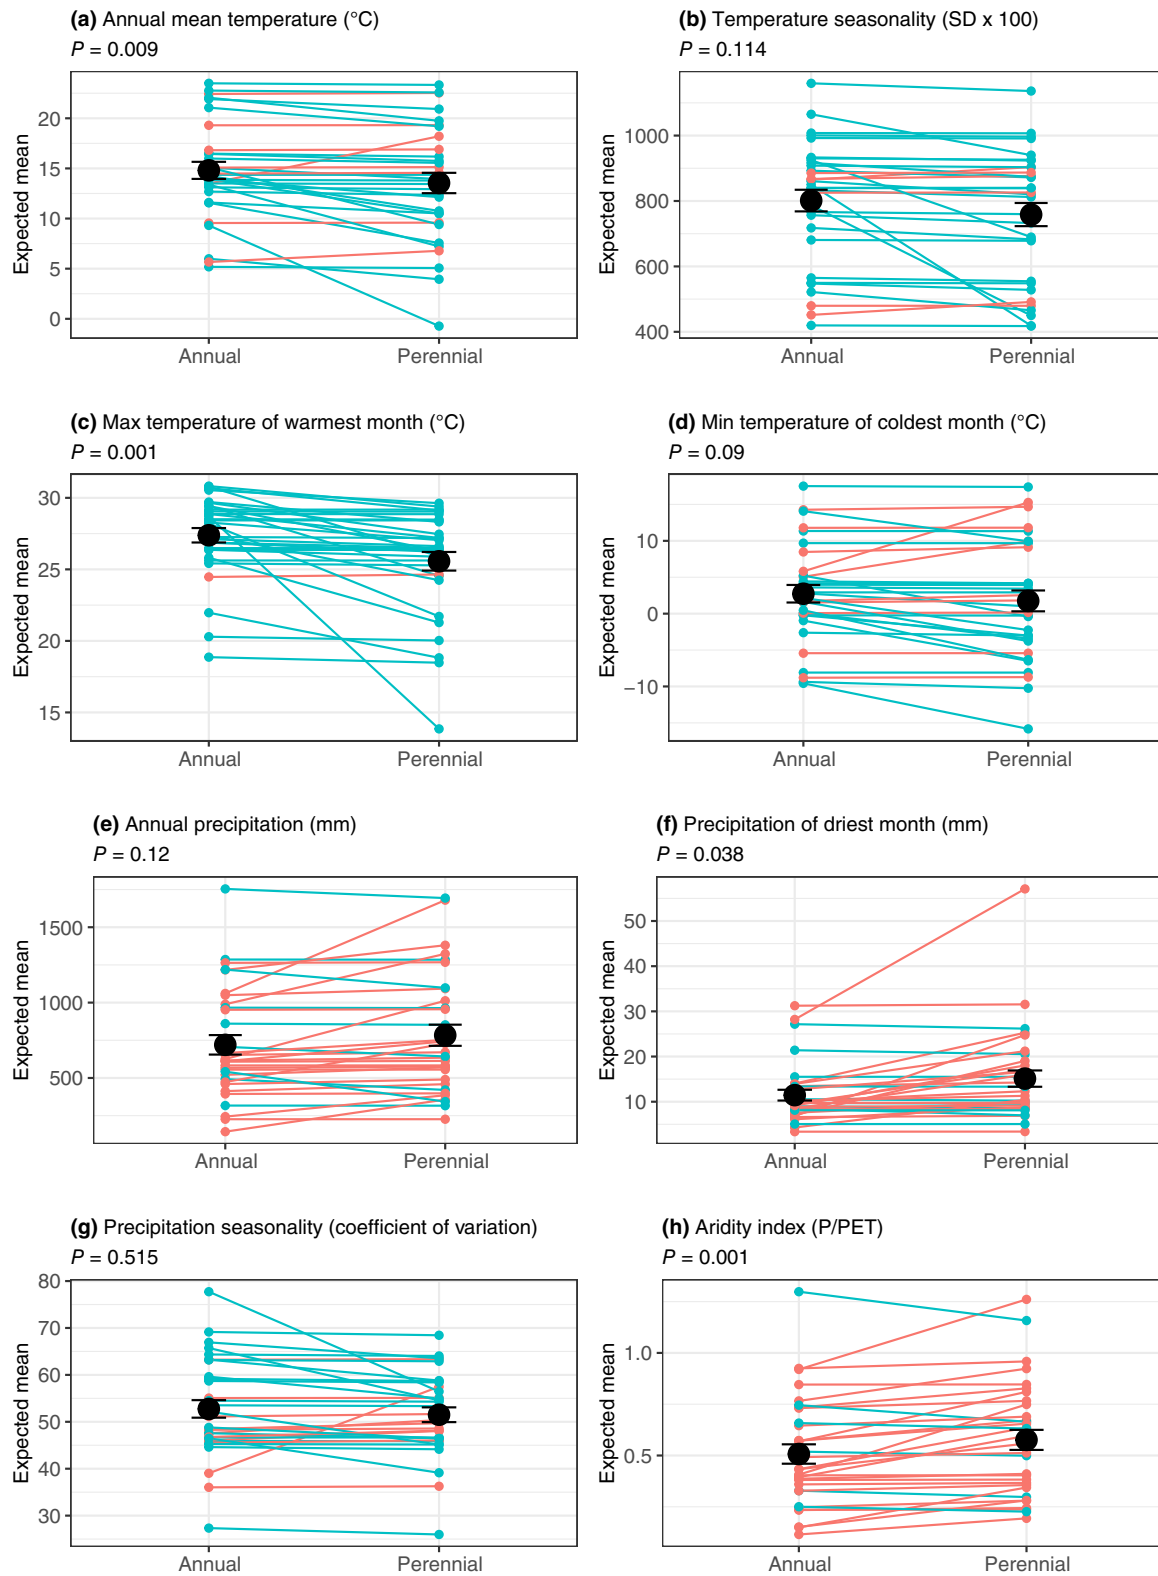 (a) Annual mean temperature (°C)
P = 0.009
Expected mean
20
15
10
5
0
Annual
Perennial
(b) Temperature seasonality (SD x 100)
P = 0.114
Expected mean
1000
800
600
400
Annual
Perennial
(c) Max temperature of warmest month (°C)
P = 0.001
Expected mean
30
25
20
15
Annual
Perennial
(d) Min temperature of coldest month (°C)
P = 0.09
Expected mean
10
0
−10
Annual
Perennial
(e) Annual precipitation (mm)
P = 0.12
Expected mean
1500
1000
500
Annual
Perennial
(f) Precipitation of driest month (mm)
P = 0.038
Expected mean
50
40
30
20
10
Annual
Perennial
(g) Precipitation seasonality (coefficient of variation)
P = 0.515
Expected mean
80
70
60
50
40
30
Annual
Perennial
(h) Aridity index (P/PET)
P = 0.001
Expected mean
1.0
0.5
Annual
Perennial